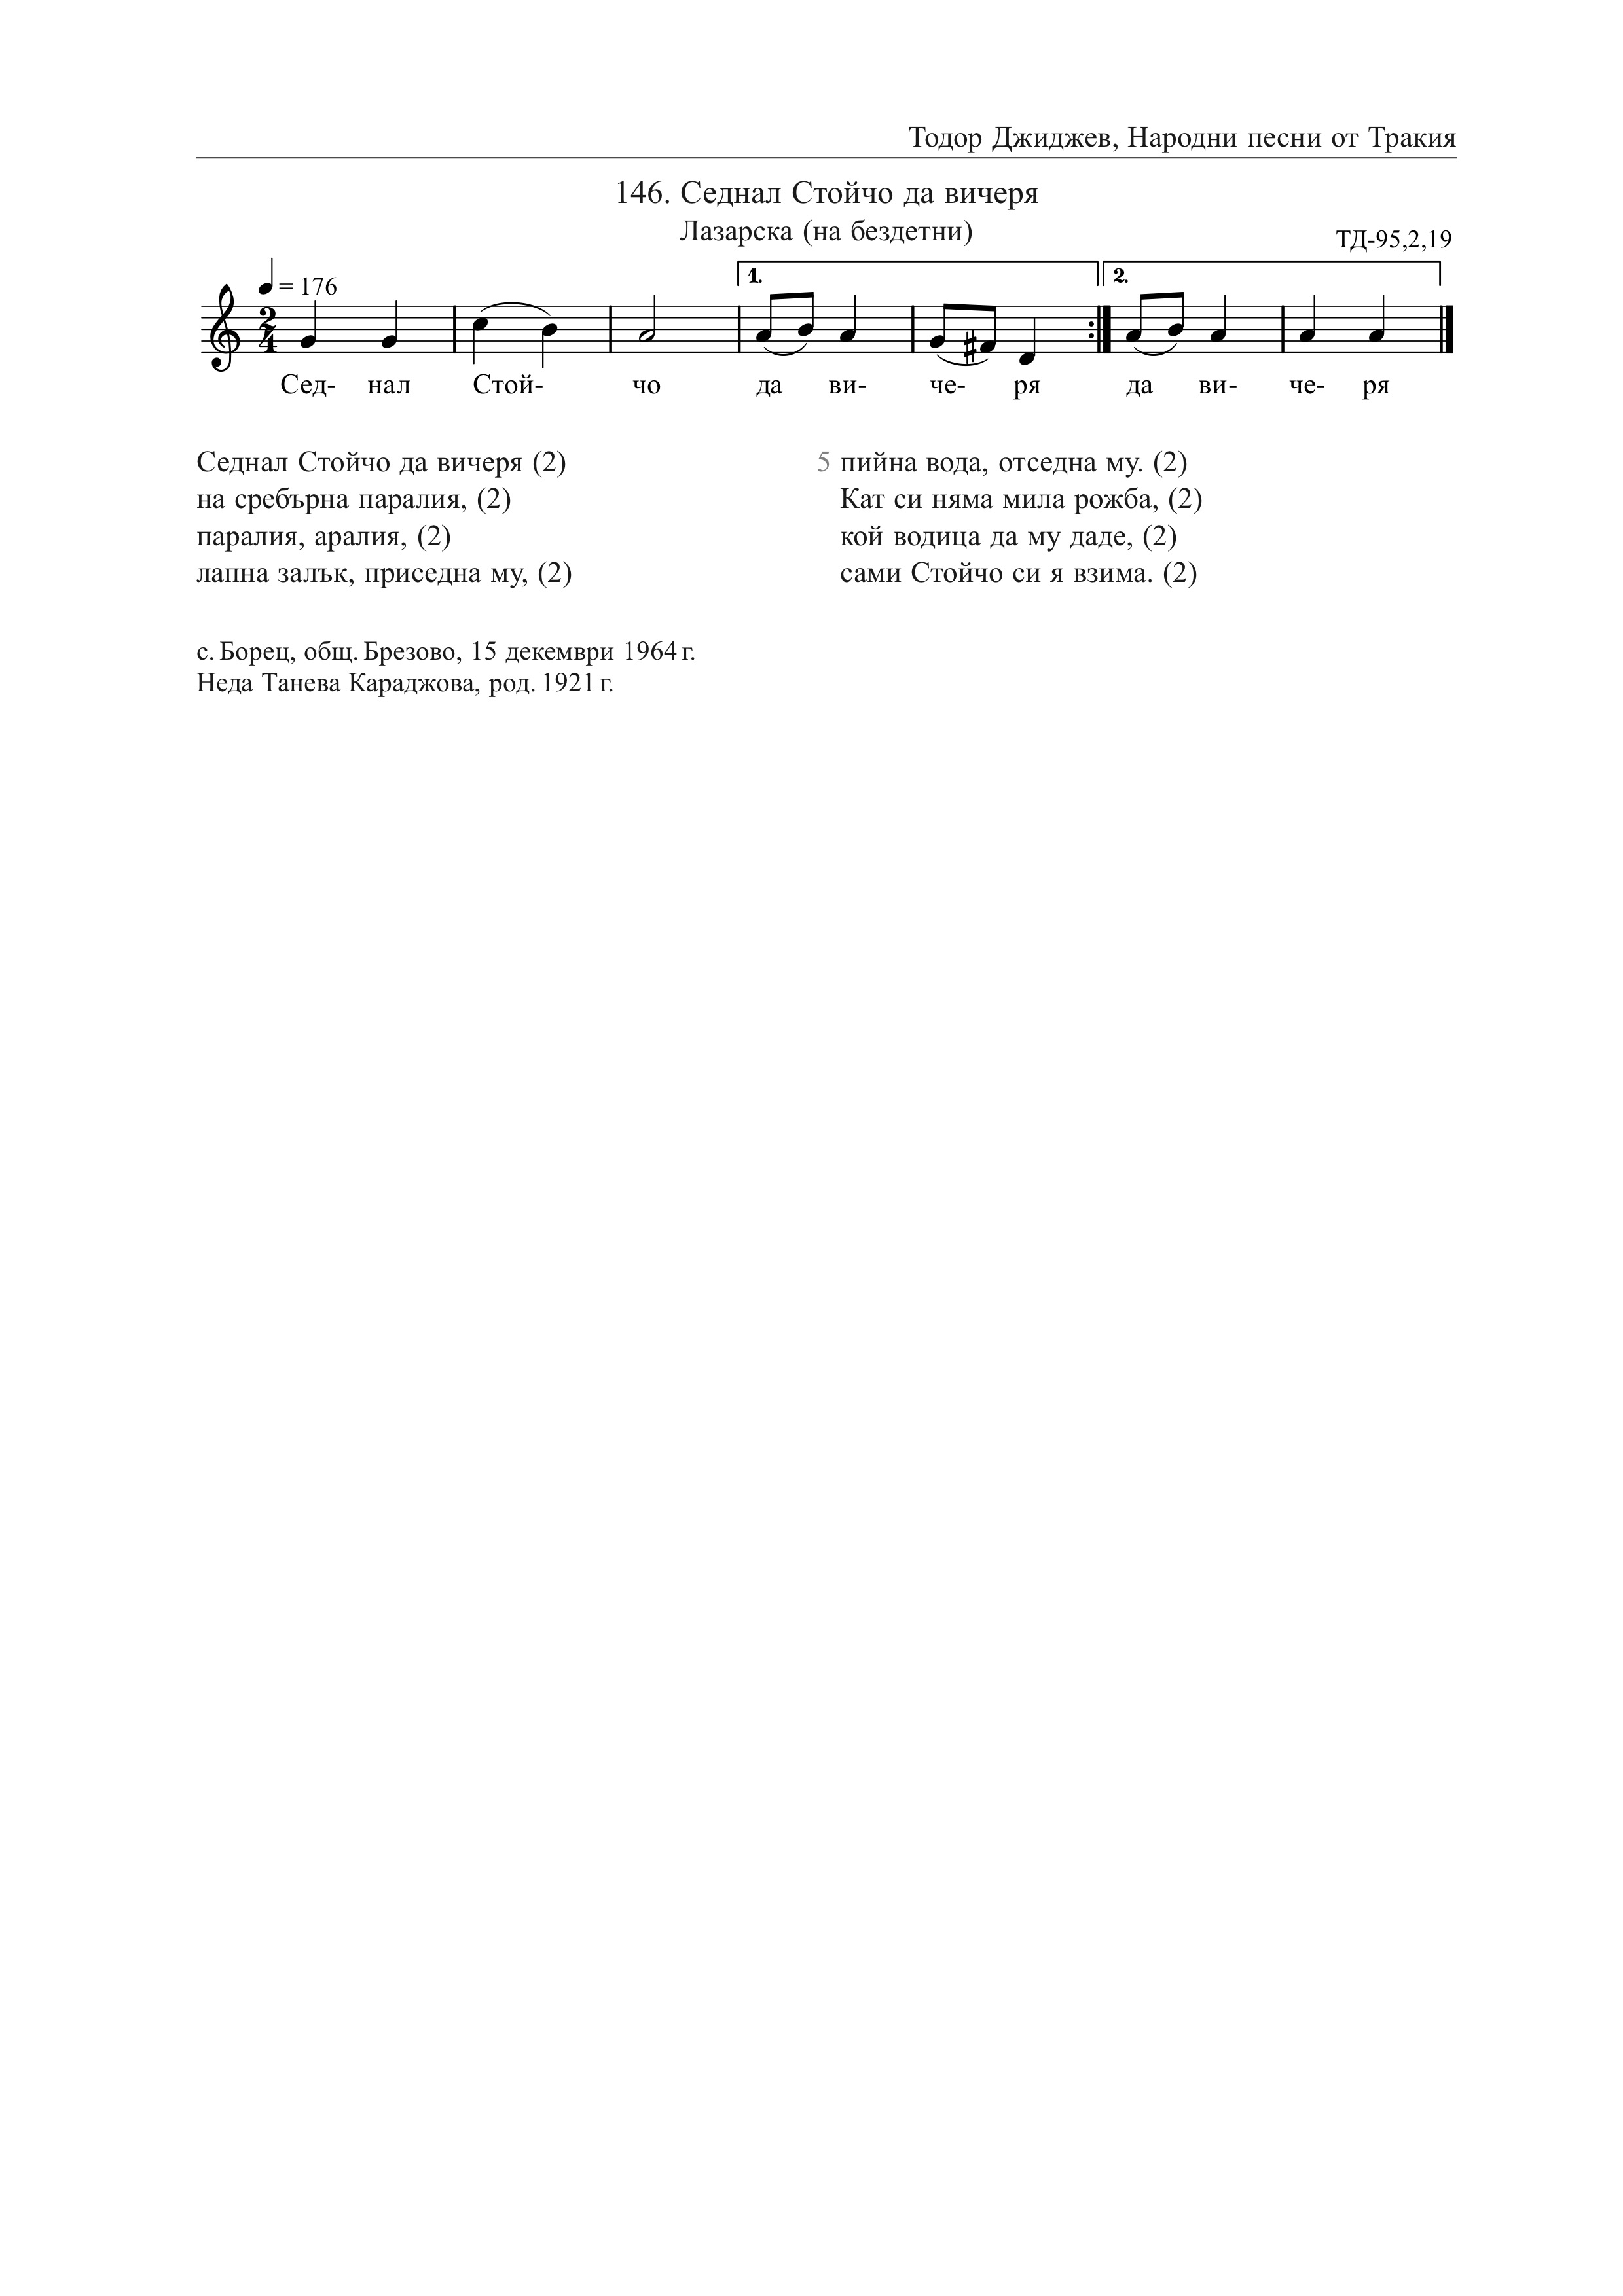 Тодор Джиджев, Народни песни от Тракия
146. Седнал Стойчо да вичеря
Лазарска (на бездетни)
ТД-95,2,19
= 176
1. 2.
2
4
Сед- нал Стой- чо да ви- че- ря да ви- че- ря
Седнал Стойчо да вичеря (2)
на сребърна паралия, (2)
паралия, аралия, (2)
лапна залък, приседна му, (2)
5 пийна вода, отседна му. (2)
Кат си няма мила рожба, (2)
кой водица да му даде, (2)
сами Стойчо си я взима. (2)
с. Борец, общ. Брезово, 15 декември 1964 г.
Неда Танева Караджова, род. 1921 г.